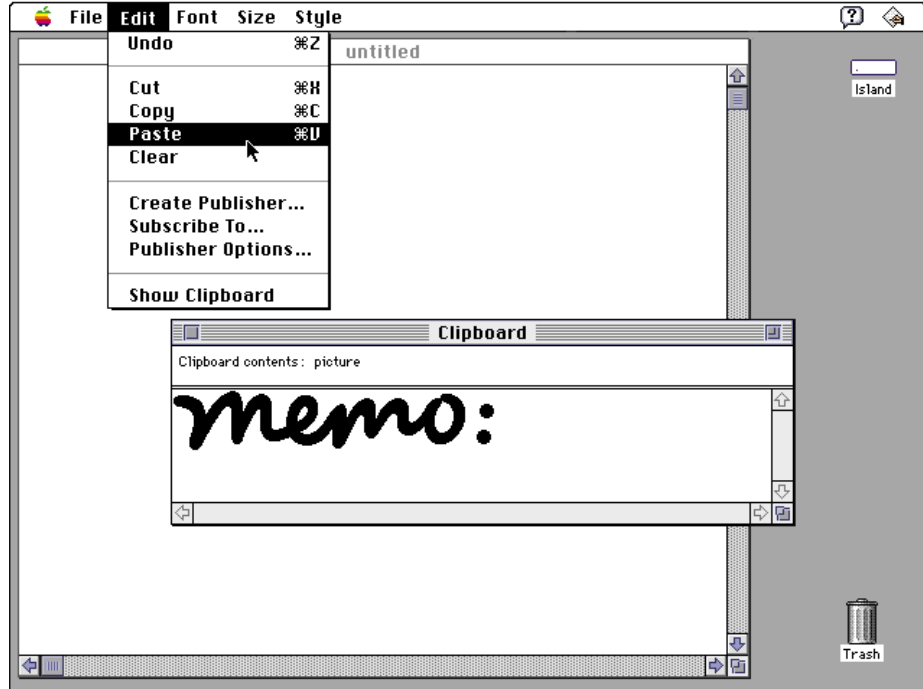 File Edit Font Size Style
Undo ⌘Z
untitled
Cut ⌘X
Copy ⌘C
Paste ⌘V
Clear
Create Publisher...
Subscribe To...
Publisher Options...
Show Clipboard
Island
Clipboard
Clipboard contents: picture
memo:
Trash